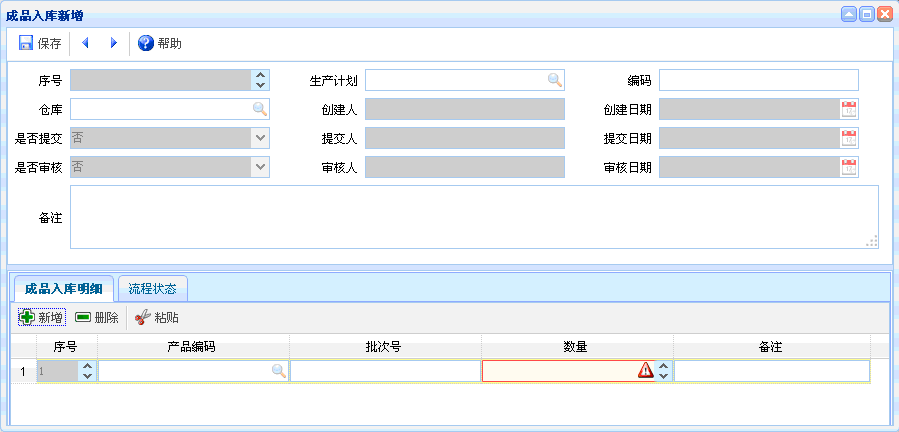 成品入库新增
保存 帮助
序号 生产计划 编码
仓库 创建人 创建日期
是否提交 否 提交人 提交日期
是否审核 否 审核人 审核日期
备注
成品入库明细 流程状态
新增 删除 粘贴
序号 产品编码 批次号 数量 备注
1 1